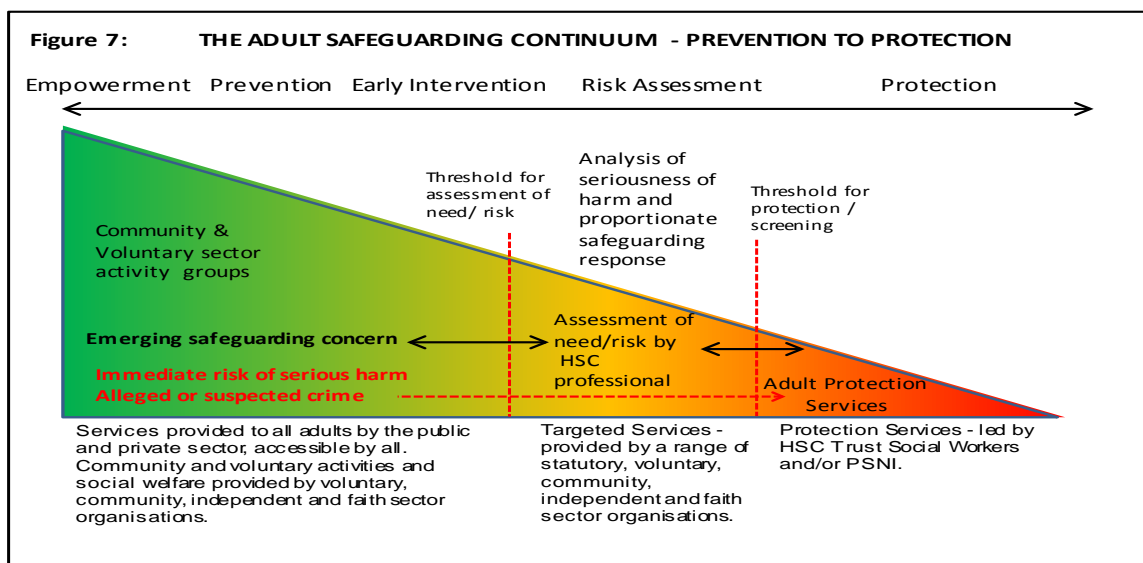 Figure 7: THE ADULT SAFEGUARDING CONTINUUM - PREVENTION TO PROTECTION
Empowerment Prevention Early Intervention Risk Assessment Protection
Threshold for
assessment of
need/ risk
Analysis of
seriousness of
harm and
proportionate
safeguarding
response
Threshold for
protection /
screening
Community &
Voluntary sector
activity groups
Emerging safeguarding concern
Assessment of
need/risk by
HSC
professional
Immediate risk of serious harm
Alleged or suspected crime
Adult Protection
Services
Services provided to all adults by the public
and private sector, accessible by all.
Community and voluntary activities and
social welfare provided by voluntary,
community, independent and faith sector
organisations.
Targeted Services -
provided by a range of
statutory, voluntary,
community,
independent and faith
sector organisations.
Protection Services - led by
HSC Trust Social Workers
and/or PSNI.